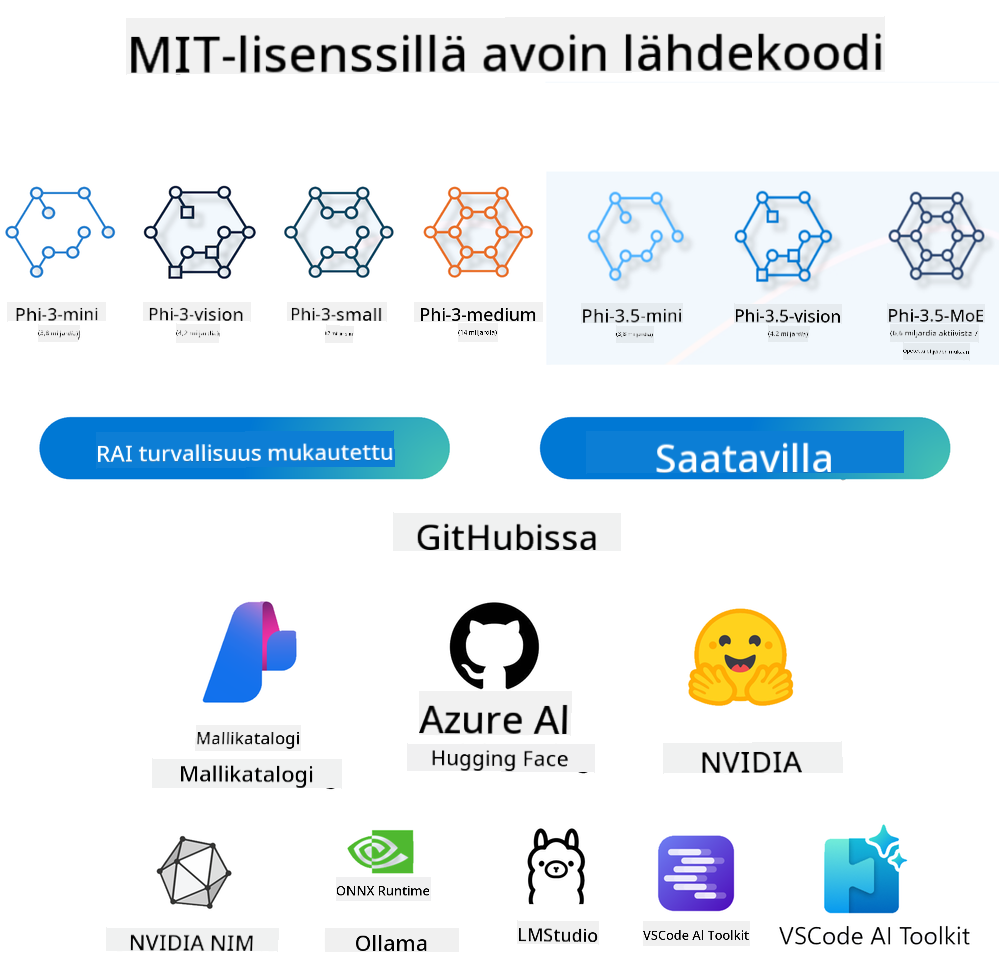 MIT-lisenssillä avoin lähdekoodi
Phi-3-mini
(3,8 miljardia)
Phi-3-vision
(4,2 miljardia)
Phi-3-small
Phi-3-medium
(14 miljardia)
Phi-3.5-mini
(3,8 miljardia)
Phi-3.5-vision
(4,2 miljardia)
Phi-3.5-MoE
(6,6 miljardia aktiivista /
RAI turvallisuus mukautettu
Saatavilla
GitHubissa
Mallikatalogi
Mallikatalogi
Azure AI
Hugging Face
NVIDIA
NVIDIA NIM
ONNX Runtime
Ollama
LMStudio
VSCode AI Toolkit
VSCode AI Toolkit